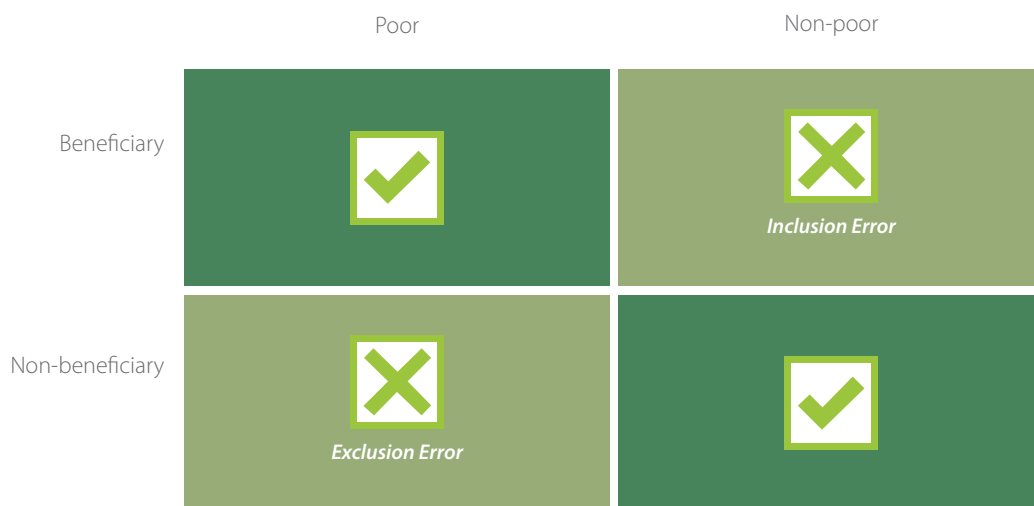 Poor
Non-poor
Beneficiary
Inclusion Error
Non-beneficiary
Exclusion Error